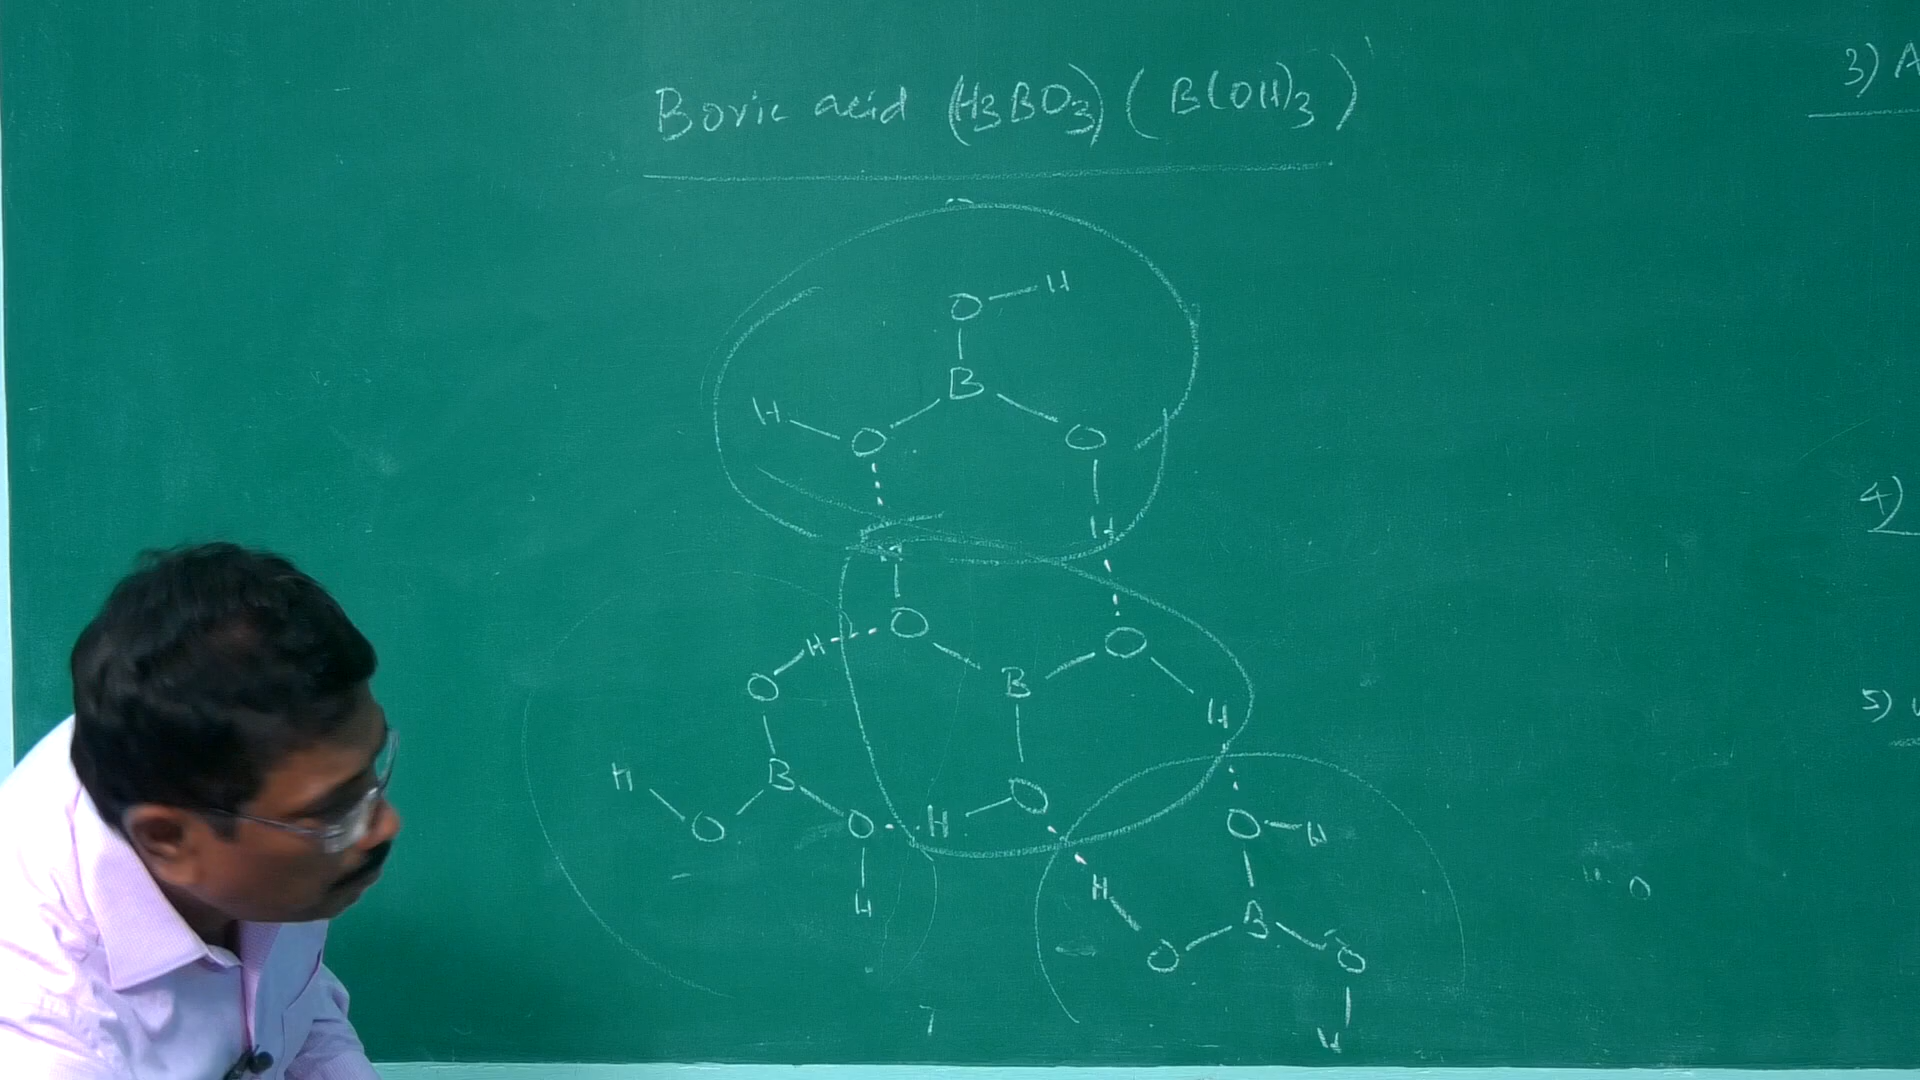 Boric acid (H3BO3) (B(OH)3)
3) A
O H
B
H O O
H H
O O
H
O B
H
H B O
O O H O H
H H B
O O
H
4)
5)